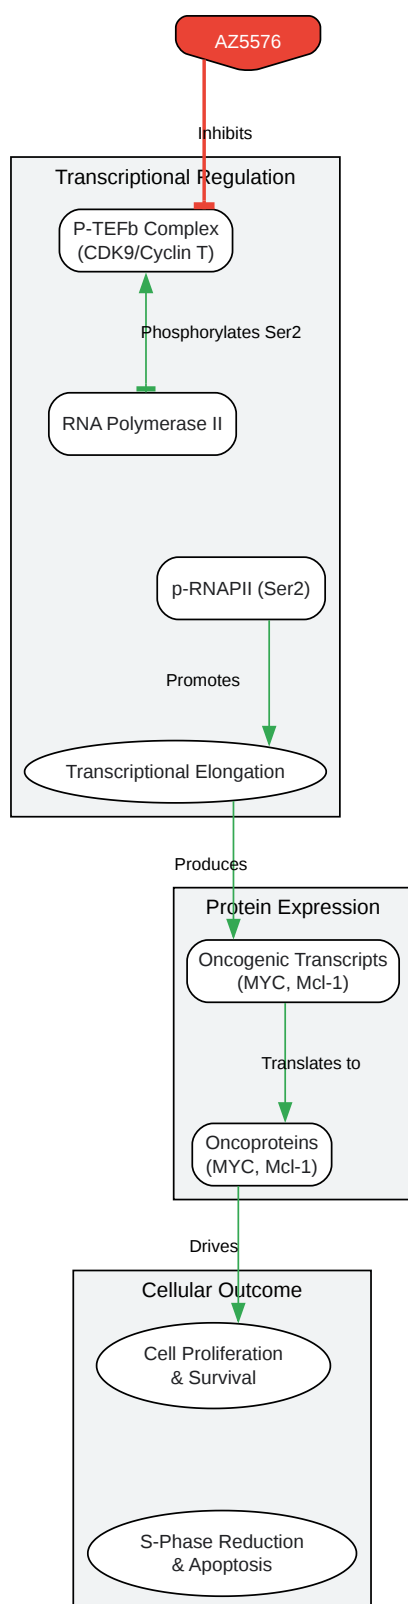 AZ5576
Inhibits
Transcriptional Regulation
P-TEFb Complex
(CDK9/Cyclin T)
Phosphorylates Ser2
RNA Polymerase II
p-RNAPII (Ser2)
Promotes
Transcriptional Elongation
Produces
Protein Expression
Oncogenic Transcripts
(MYC, Mcl-1)
Translates to
Oncoproteins
(MYC, Mcl-1)
Drives
Cellular Outcome
Cell Proliferation
& Survival
S-Phase Reduction
& Apoptosis